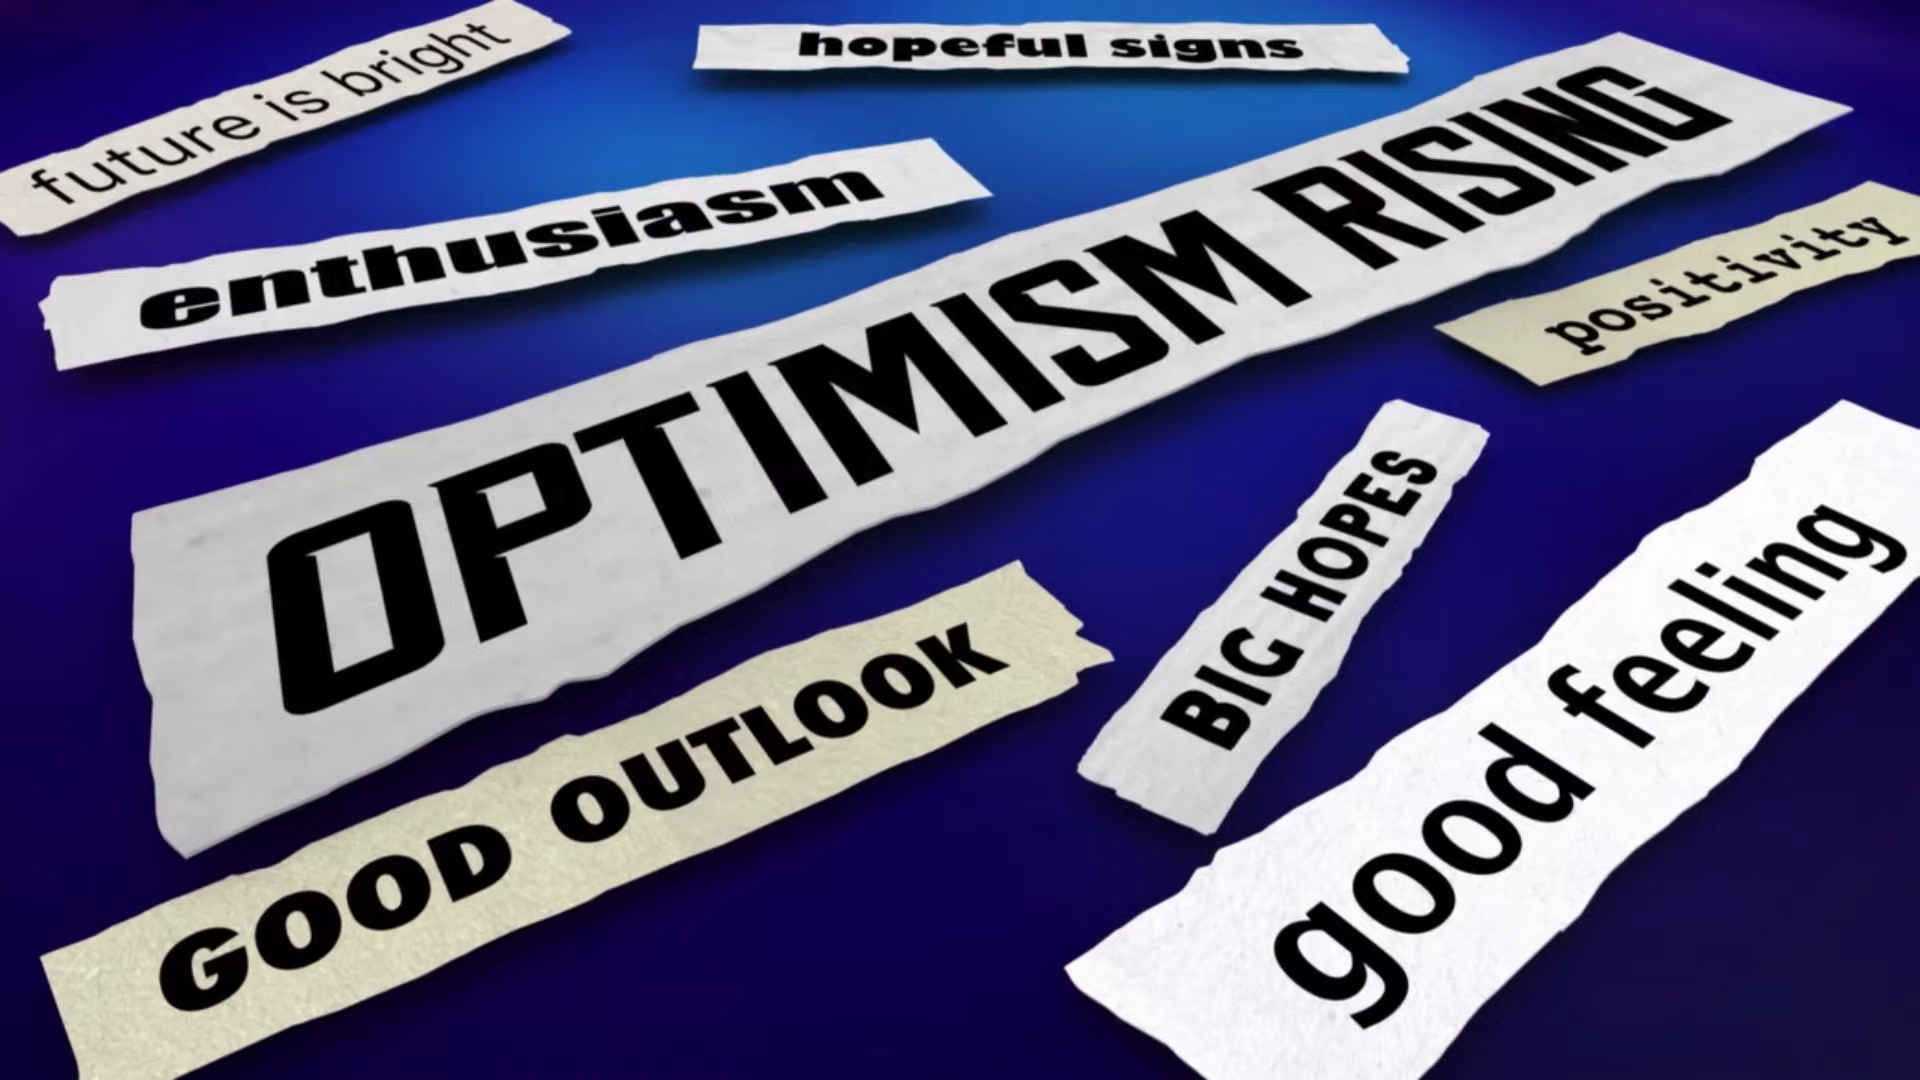 future is bright
hopeful signs
enthusiasm
OPTIMISM RISING
positivity
BIG HOPES
GOOD OUTLOOK
good feeling